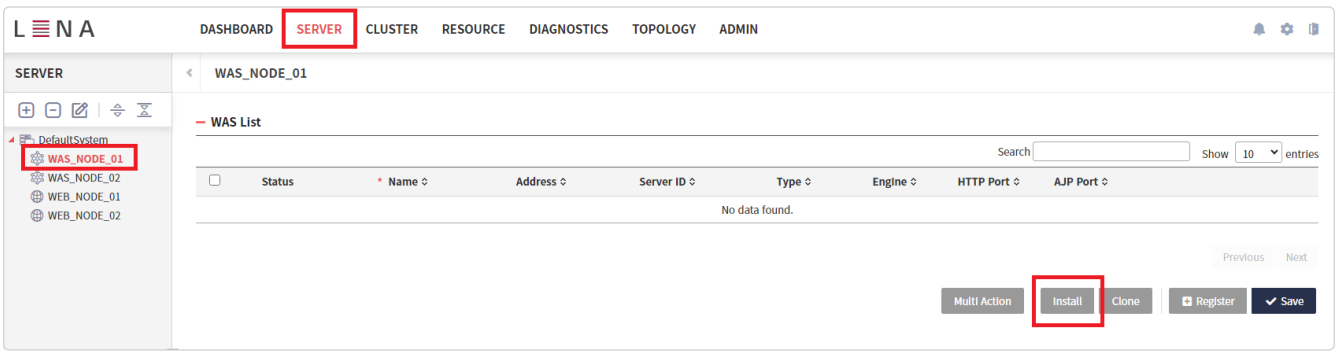 LENA DASHBOARD SERVER CLUSTER RESOURCE DIAGNOSTICS TOPOLOGY ADMIN
SERVER
WAS_NODE_01
DefaultSystem
WAS_NODE_01
WAS_NODE_02
WEB_NODE_01
WEB_NODE_02
WAS List
Search Show 10 entries
Status * Name Address Server ID Type Engine HTTP Port AJP Port
No data found.
Previous Next
Multi Action Install Clone Register Save